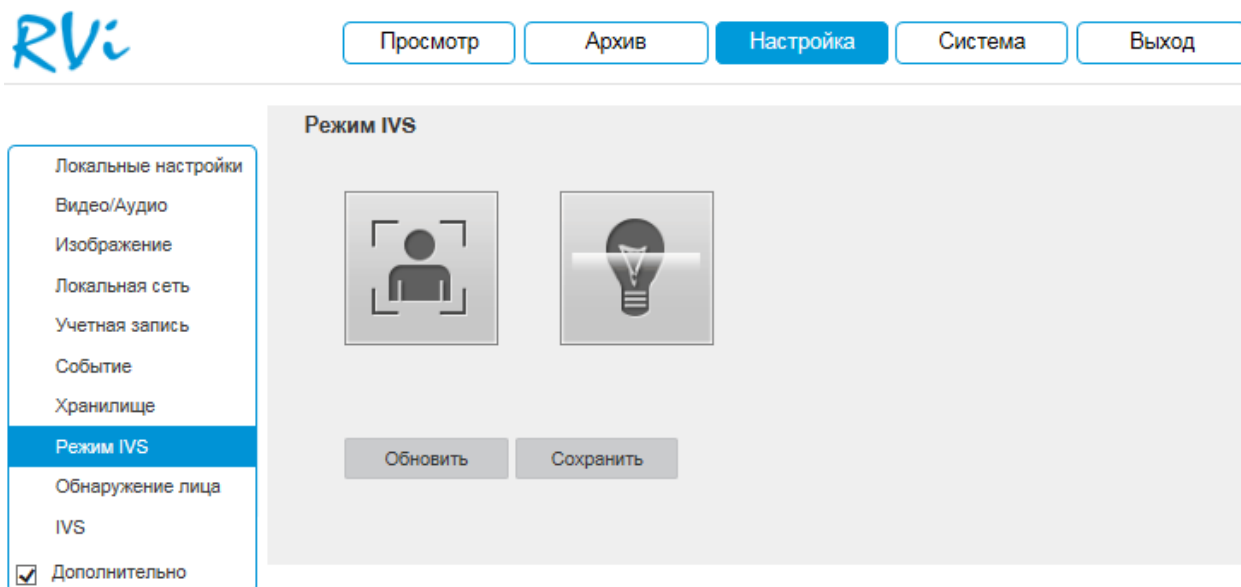 RVi
Просмотр Архив Настройка Система Выход
Режим IVS
Локальные настройки
Видео/Аудио
Изображение
Локальная сеть
Учетная запись
Событие
Хранилище
Режим IVS
Обнаружение лица
IVS
Дополнительно
Обновить Сохранить